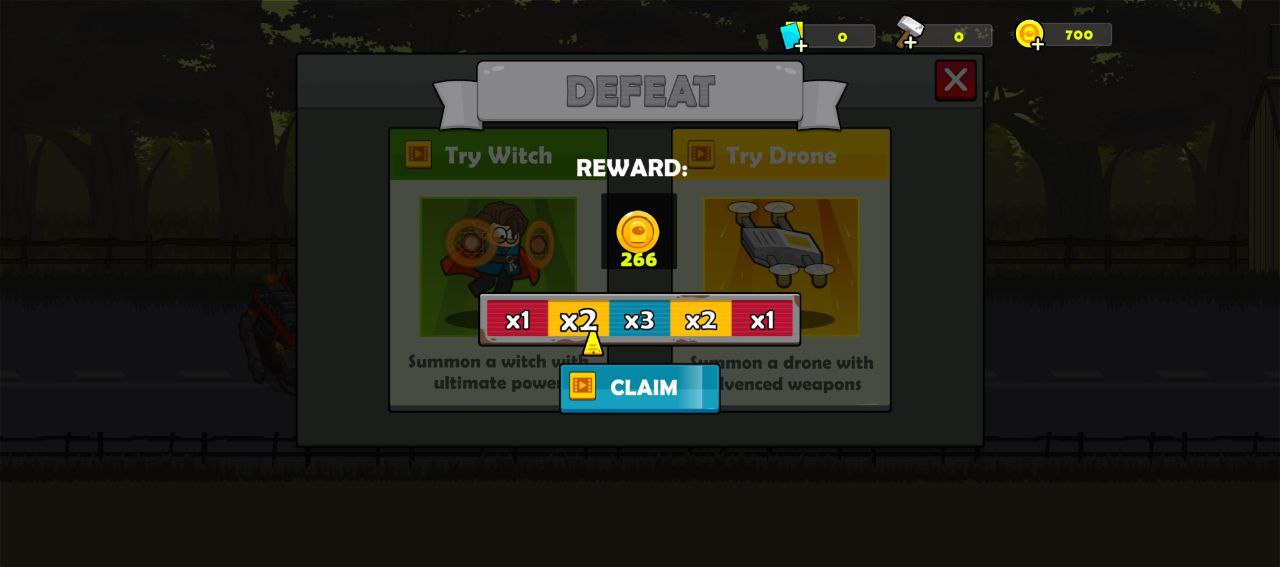 0
0
700
DEFEAT
Try Witch
Try Drone
REWARD:
266
x1
x2
x3
x2
x1
Summon a witch with
ultimate power
Summon a drone with
advenced weapons
CLAIM